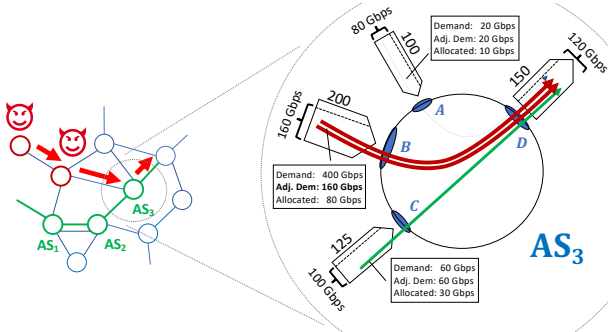 80 Gbps
100
Demand: 20 Gbps
Adj. Dem: 20 Gbps
Allocated: 10 Gbps
120 Gbps
150
160 Gbps
200
A
B
C
D
Demand: 400 Gbps
Adj. Dem: 160 Gbps
Allocated: 80 Gbps
125
100 Gbps
Demand: 60 Gbps
Adj. Dem: 60 Gbps
Allocated: 30 Gbps
AS3
AS1
AS2
AS3